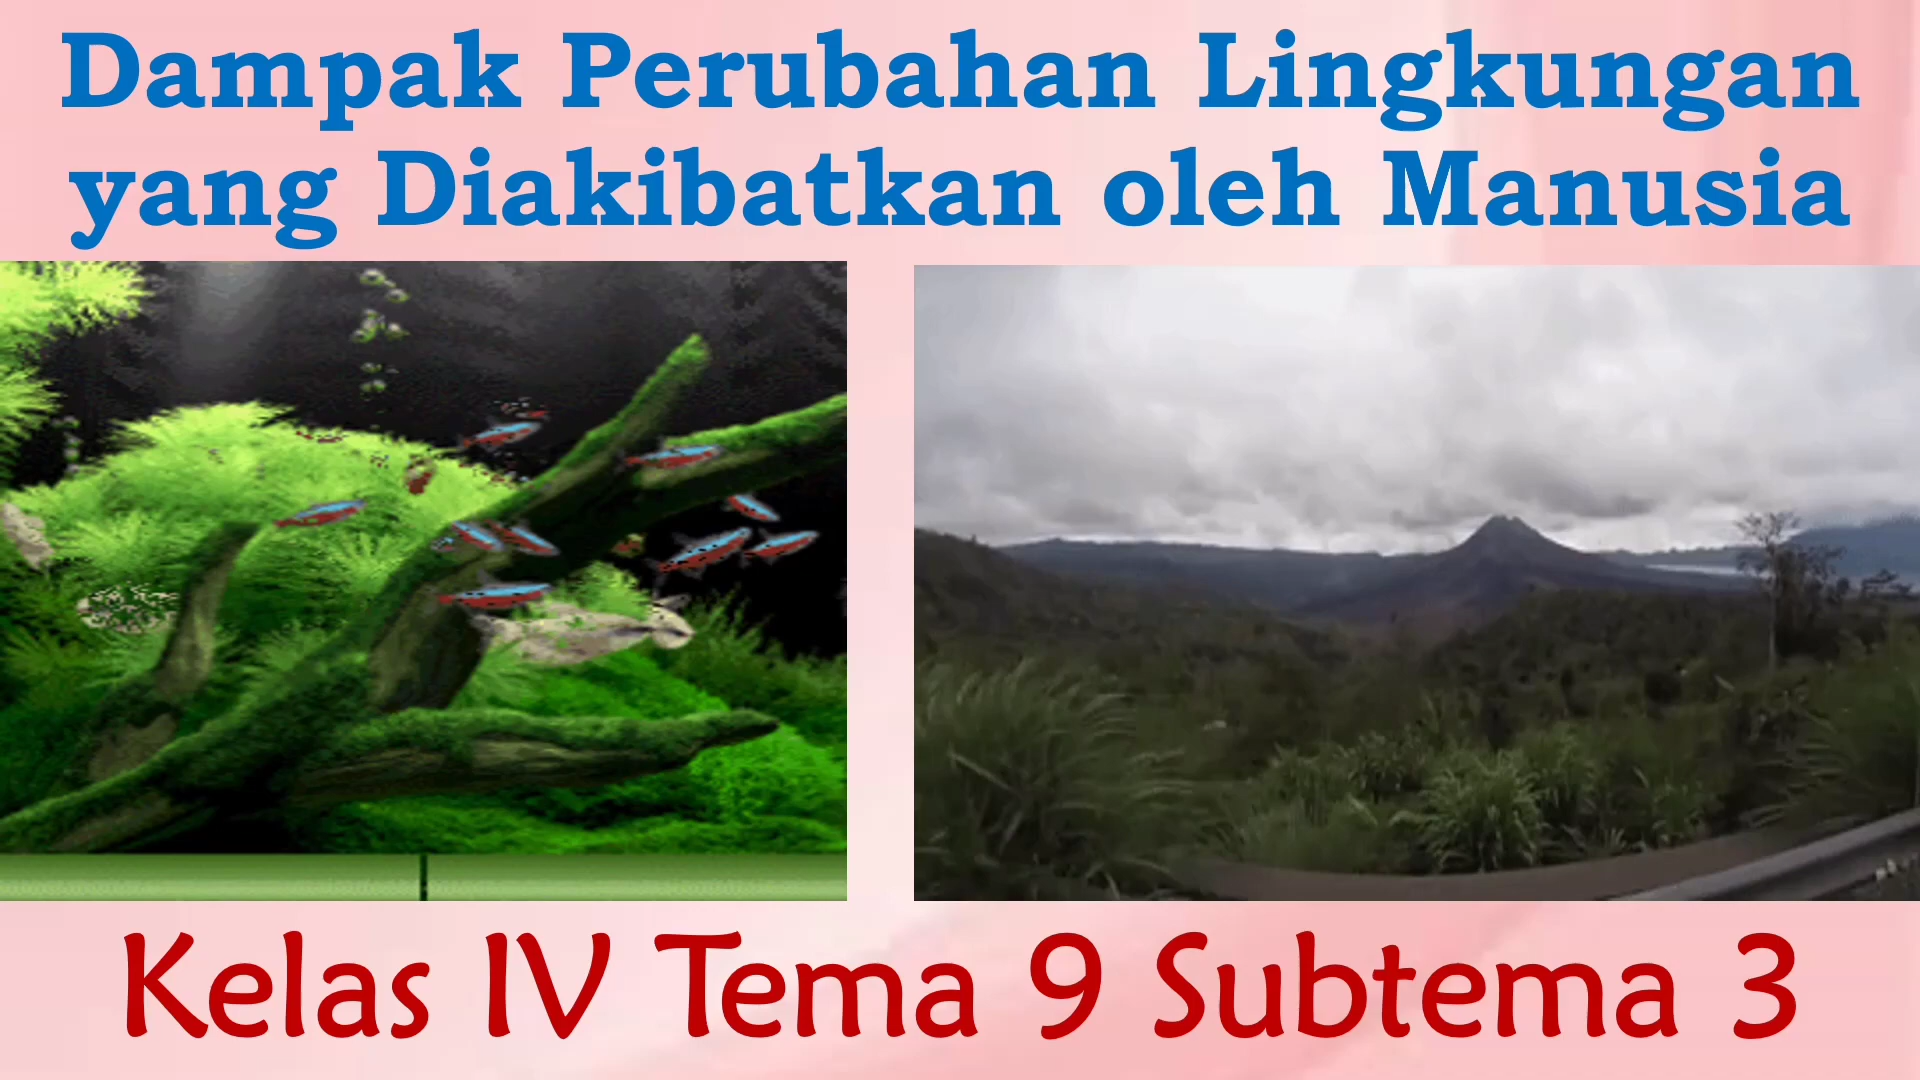 Dampak Perubahan Lingkungan
yang Diakibatkan oleh Manusia
Kelas IV Tema 9 Subtema 3